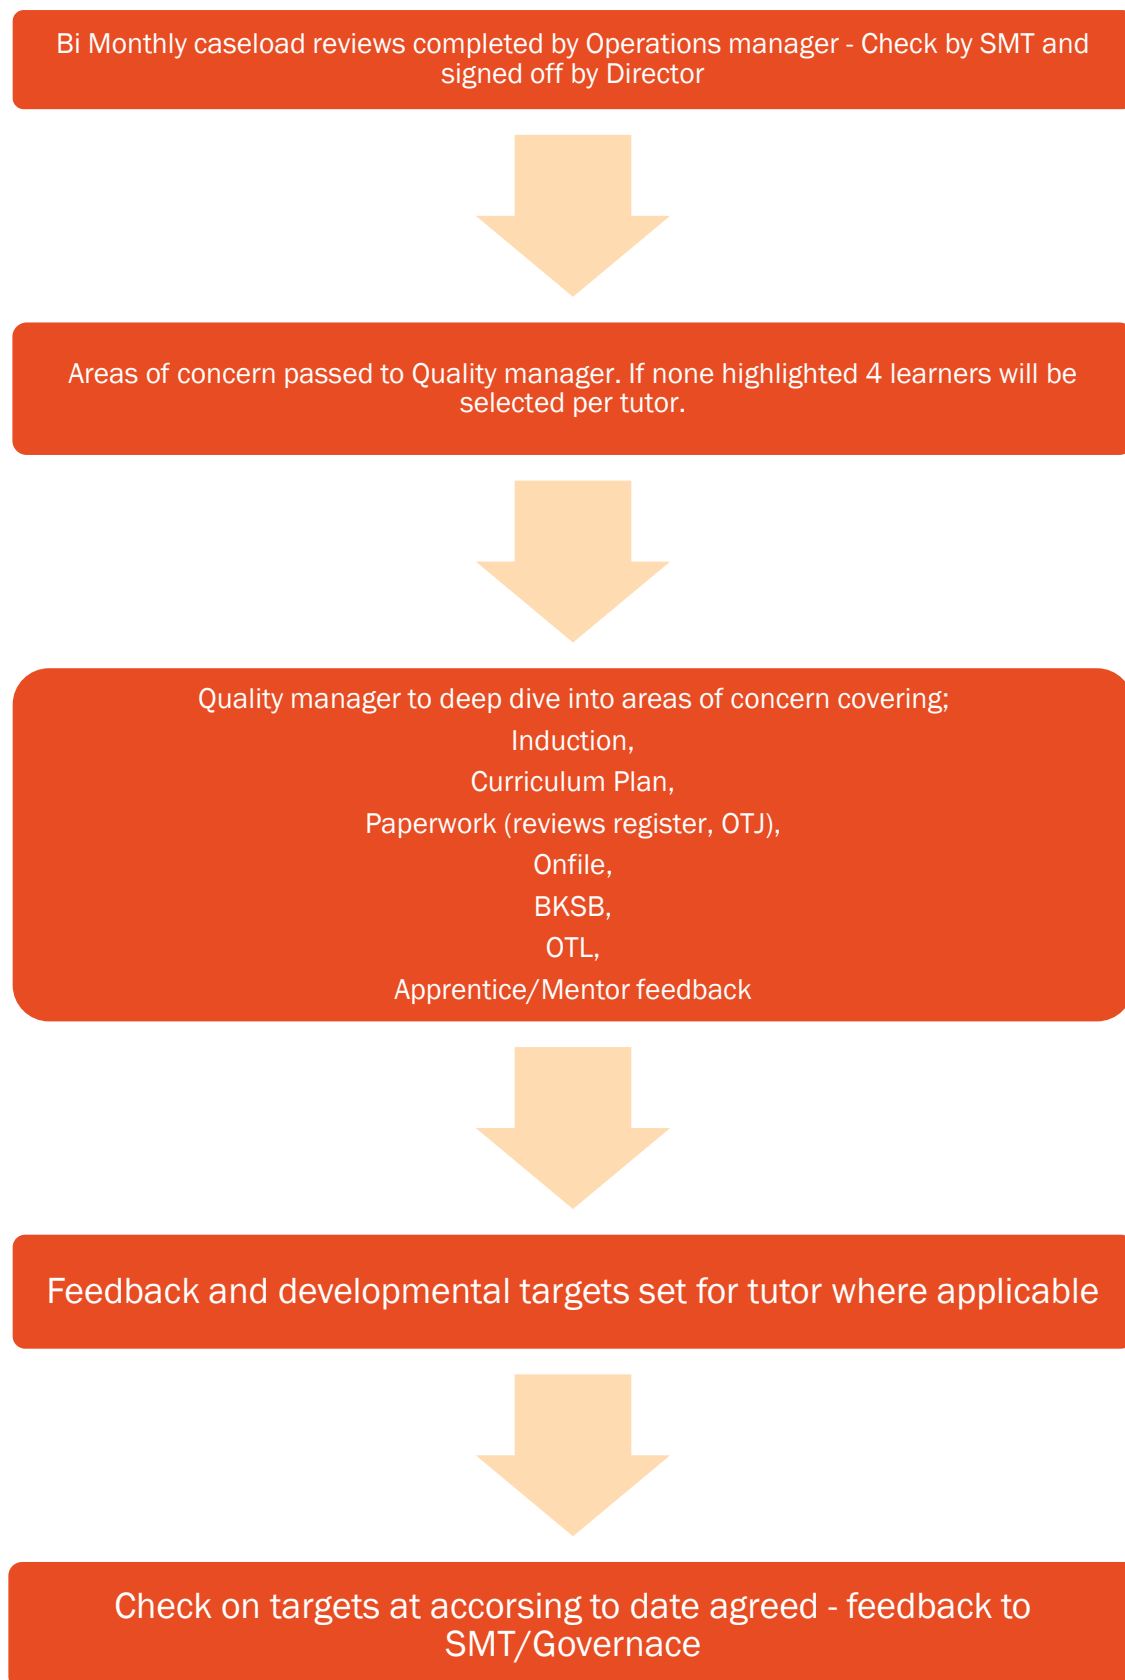 Bi Monthly caseload reviews completed by Operations manager - Check by SMT and
signed off by Director
Areas of concern passed to Quality manager. If none highlighted 4 learners will be
selected per tutor.
Quality manager to deep dive into areas of concern covering;
Induction,
Curriculum Plan,
Paperwork (reviews register, OTJ),
Onfile,
BKSB,
OTL,
Apprentice/Mentor feedback
Feedback and developmental targets set for tutor where applicable
Check on targets at accorsing to date agreed - feedback to
SMT/Governace